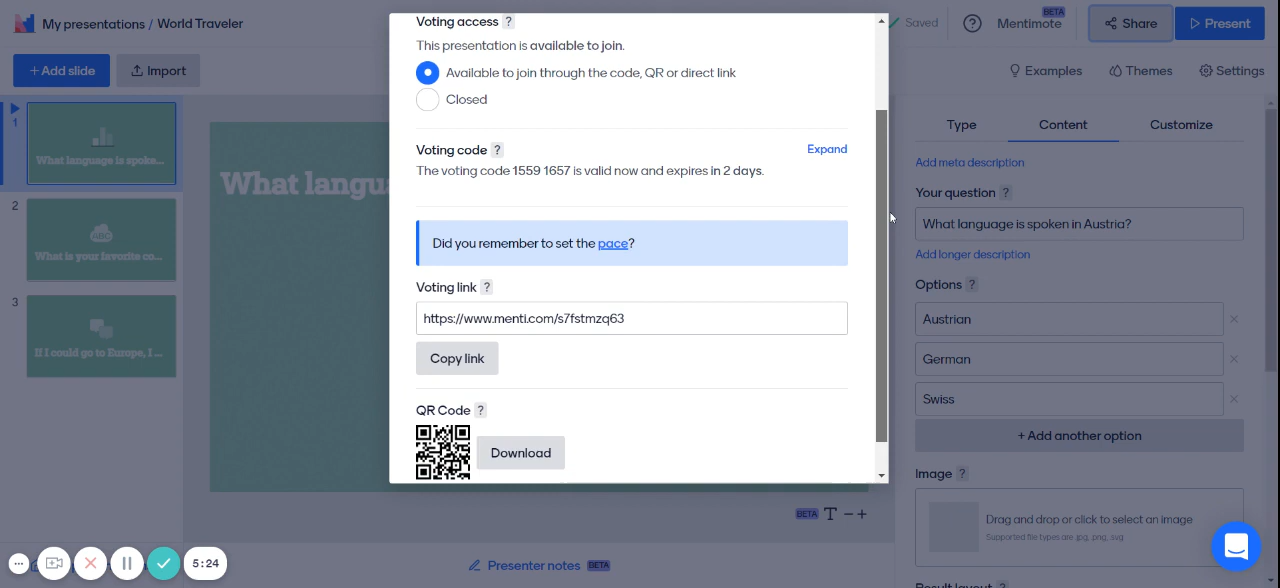 My presentations / World Traveler
Saved
?
Mentimote
BETA
Share
Present
+ Add slide
Import
Examples
Themes
Settings
1
What language is spoke...
2
ABC
What is your favorite co...
3
If I could go to Europe, I ...
What langu
Voting access ?
This presentation is available to join.
Available to join through the code, QR or direct link
Closed
Voting code ?
Expand
The voting code 1559 1657 is valid now and expires in 2 days.
Did you remember to set the pace?
Voting link ?
https://www.menti.com/s7fstmzq63
Copy link
QR Code ?
Download
BETA T − +
Presenter notes BETA
5:24
Type
Content
Customize
Add meta description
Your question ?
What language is spoken in Austria?
Add longer description
Options ?
Austrian ×
German ×
Swiss ×
+ Add another option
Image ?
Drag and drop or click to select an image
Supported file types are jpg, png, svg
Result layout ?